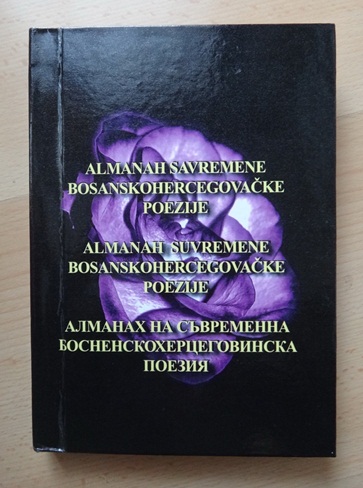 ALMANAH SAVREMENE
BOSANSKOHERCEGOVAČKE
POEZIJE
ALMANAH SUVREMENE
BOSANSKOHERCEGOVAČKE
POEZIJE
АЛМАНАХ НА СЪВРЕМЕННА
БОСНЕНСКОХЕРЦЕГОВИНСКА
ПОЕЗИЯ